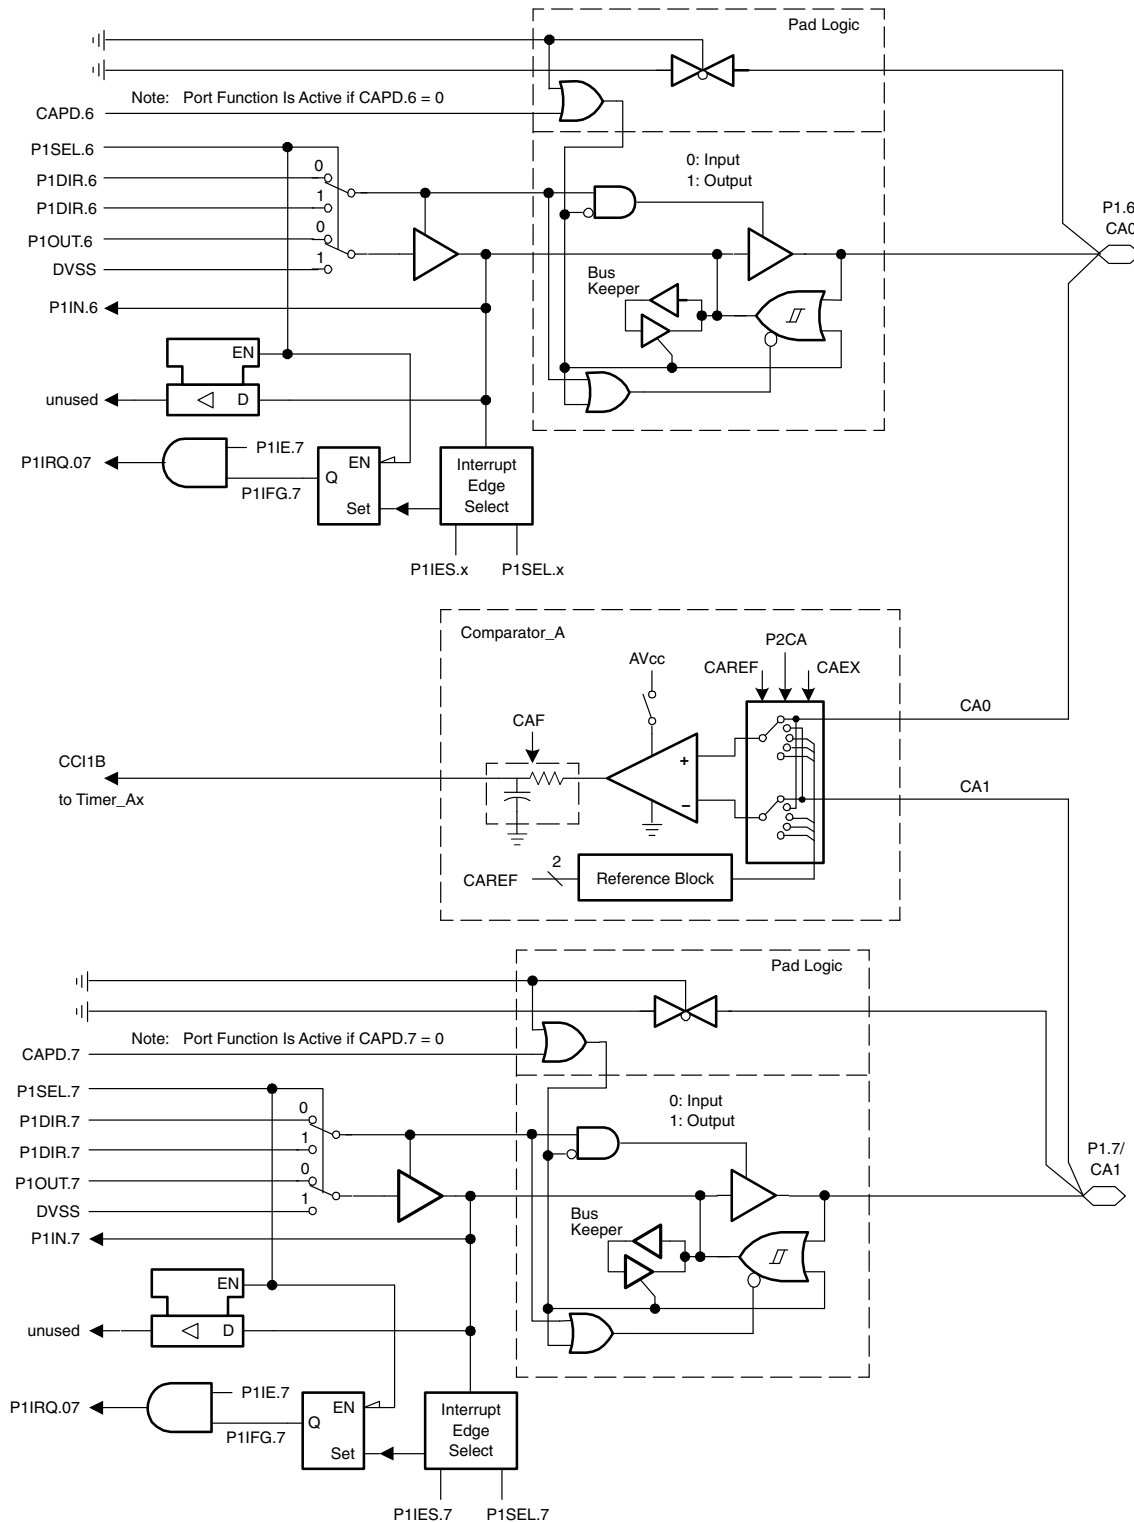 Pad Logic
Note: Port Function Is Active if CAPD.6 = 0
CAPD.6
P1SEL.6
0
P1DIR.6
1
P1DIR.6
0
P1OUT.6
1
DVSS
P1IN.6
0: Input
1: Output
Bus
Keeper
P1.6
CA0
EN
unused
D
P1IE.7
P1IRQ.07
P1IFG.7
EN
Q
Set
Interrupt
Edge
Select
P1IES.x
P1SEL.x
Comparator_A
P2CA
AVcc
CAREF
CAEX
CA0
CAF
CCI1B
to Timer_Ax
+
−
CA1
2
CAREF
Reference Block
Pad Logic
Note: Port Function Is Active if CAPD.7 = 0
CAPD.7
P1SEL.7
0
P1DIR.7
1
P1DIR.7
0
P1OUT.7
1
DVSS
P1IN.7
0: Input
1: Output
Bus
Keeper
P1.7/
CA1
EN
unused
D
P1IE.7
P1IRQ.07
P1IFG.7
EN
Q
Set
Interrupt
Edge
Select
P1IES.7
P1SEL.7